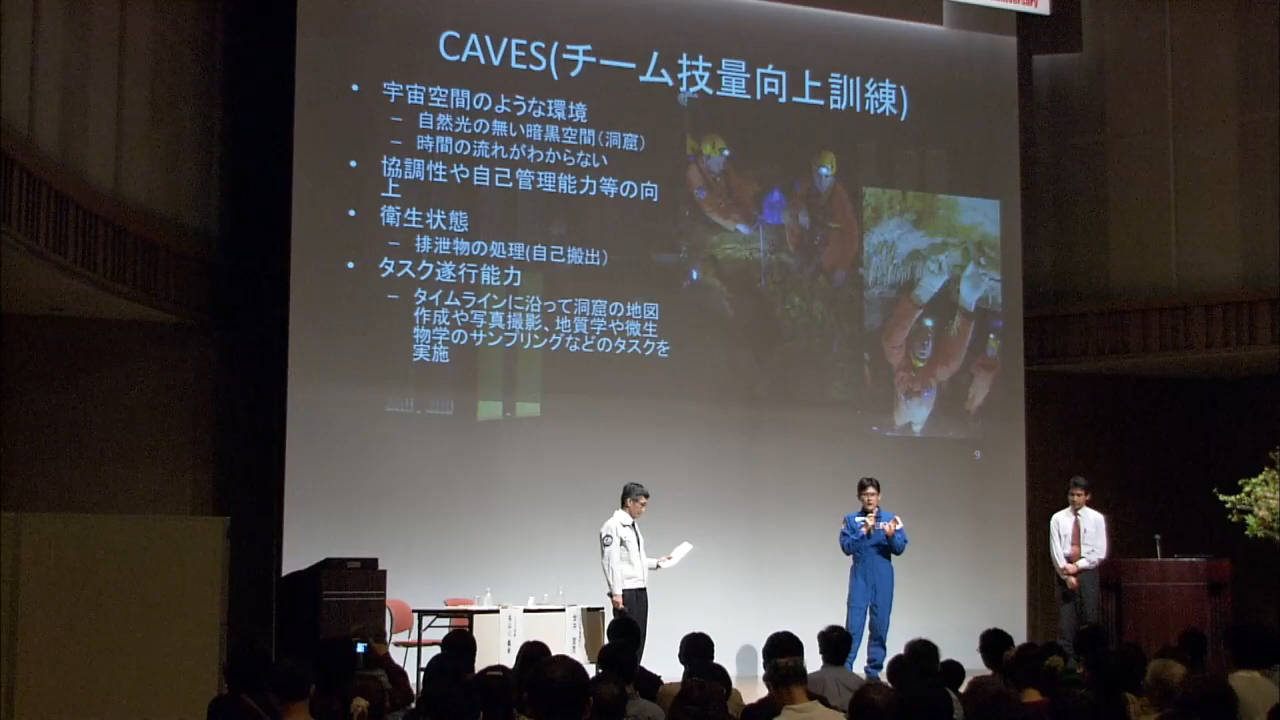 CAVES(チーム技量向上訓練)
• 宇宙空間のような環境
– 自然光の無い暗黒空間(洞窟)
– 時間の流れがわからない
• 協調性や自己管理能力等の向
上
• 衛生状態
– 排泄物の処理(自己搬出)
• タスク遂行能力
– タイムラインに沿って洞窟の地図
作成や写真撮影、地質学や微生
物学のサンプリングなどのタスクを
実施
9